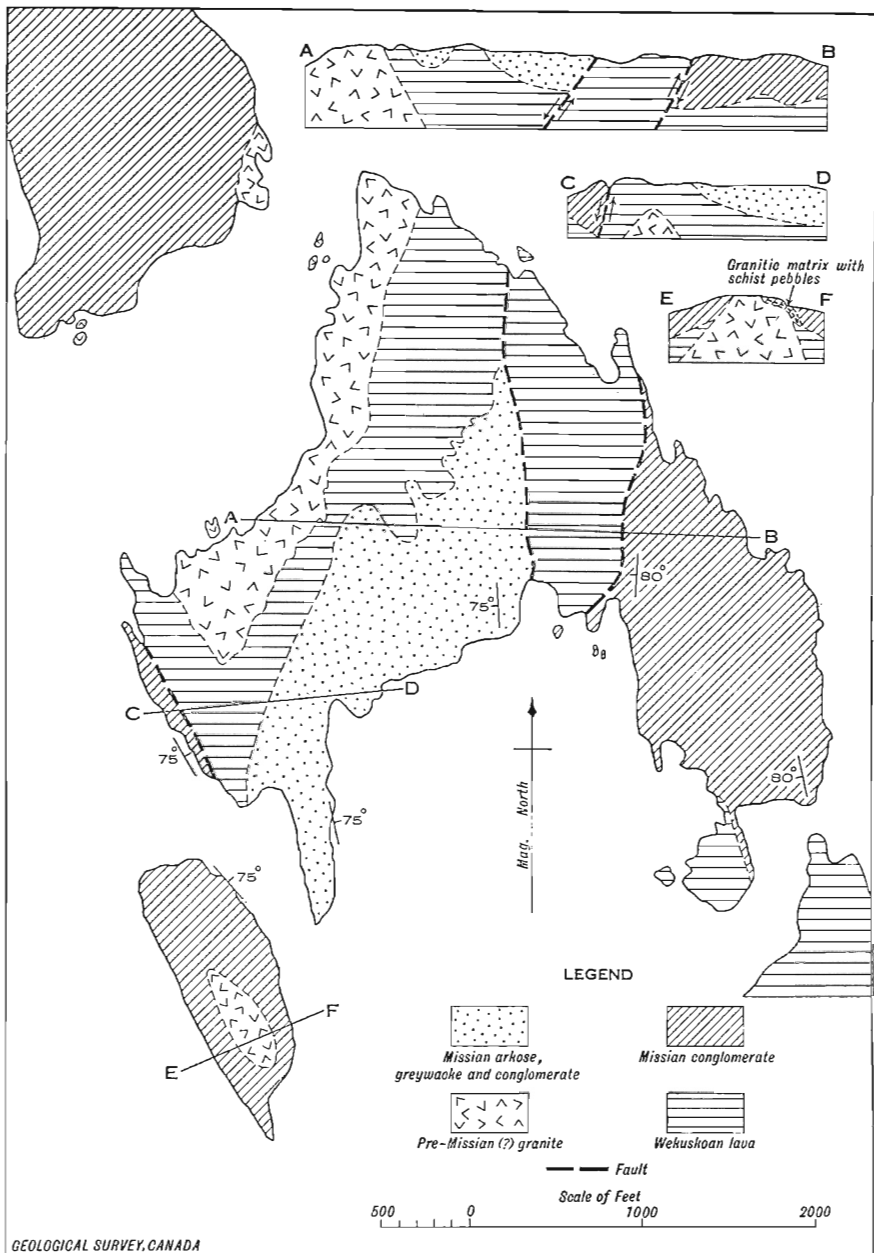 A
B
C
D
Granitic matrix with
schist pebbles
E
F
A
B
80°
75°
C
D
75°
80°
75°
Mag. North
75°
F
E
LEGEND
Missian arkose,
greywacke and conglomerate
Missian conglomerate
Pre-Missian (?) granite
Wekuskoan lava
Fault
Scale of Feet
500 0 1000 2000
GEOLOGICAL SURVEY, CANADA